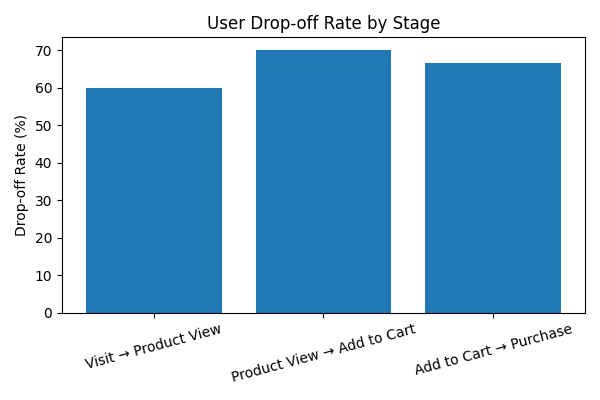 User Drop-off Rate by Stage
Drop-off Rate (%)
70
60
50
40
30
20
10
0
Visit → Product View
Product View → Add to Cart
Add to Cart → Purchase